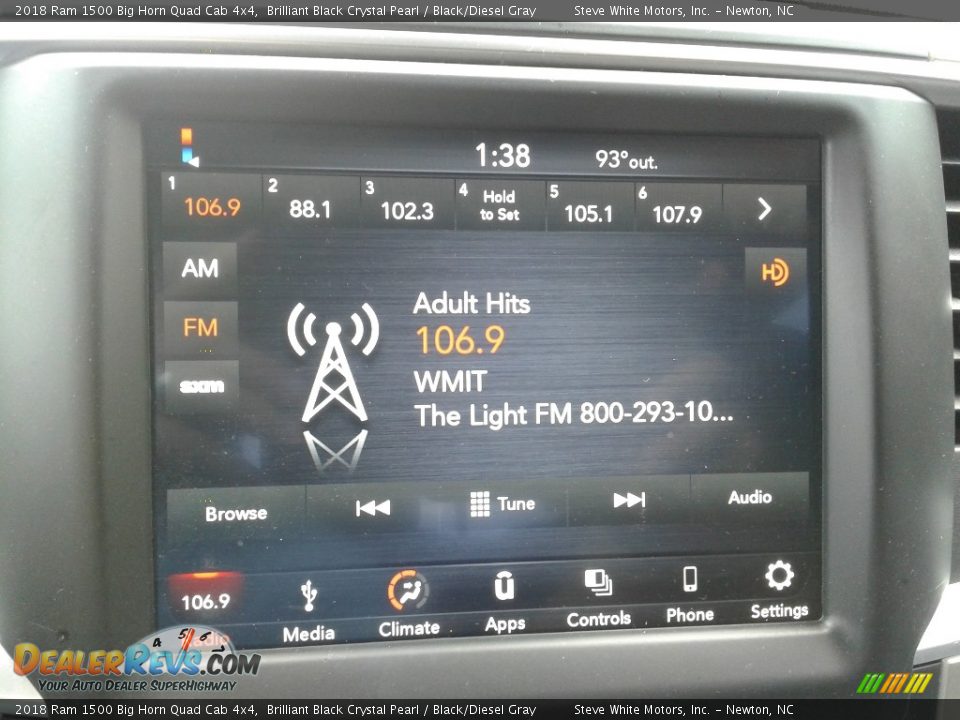 2018 Ram 1500 Big Horn Quad Cab 4x4, Brilliant Black Crystal Pearl / Black/Diesel Gray Steve White Motors, Inc. - Newton, NC
1:38 93° out.
1 106.9 2 88.1 3 102.3 4 Hold to Set 5 105.1 6 107.9
AM
HD
FM
sxm
Adult Hits
106.9
WMIT
The Light FM 800-293-10...
Browse Tune Audio
106.9
Radio Media Climate Apps Controls Phone Settings
4 5 6
DEALERREVS.COM
YOUR AUTO DEALER SUPERHIGHWAY
2018 Ram 1500 Big Horn Quad Cab 4x4, Brilliant Black Crystal Pearl / Black/Diesel Gray Steve White Motors, Inc. - Newton, NC